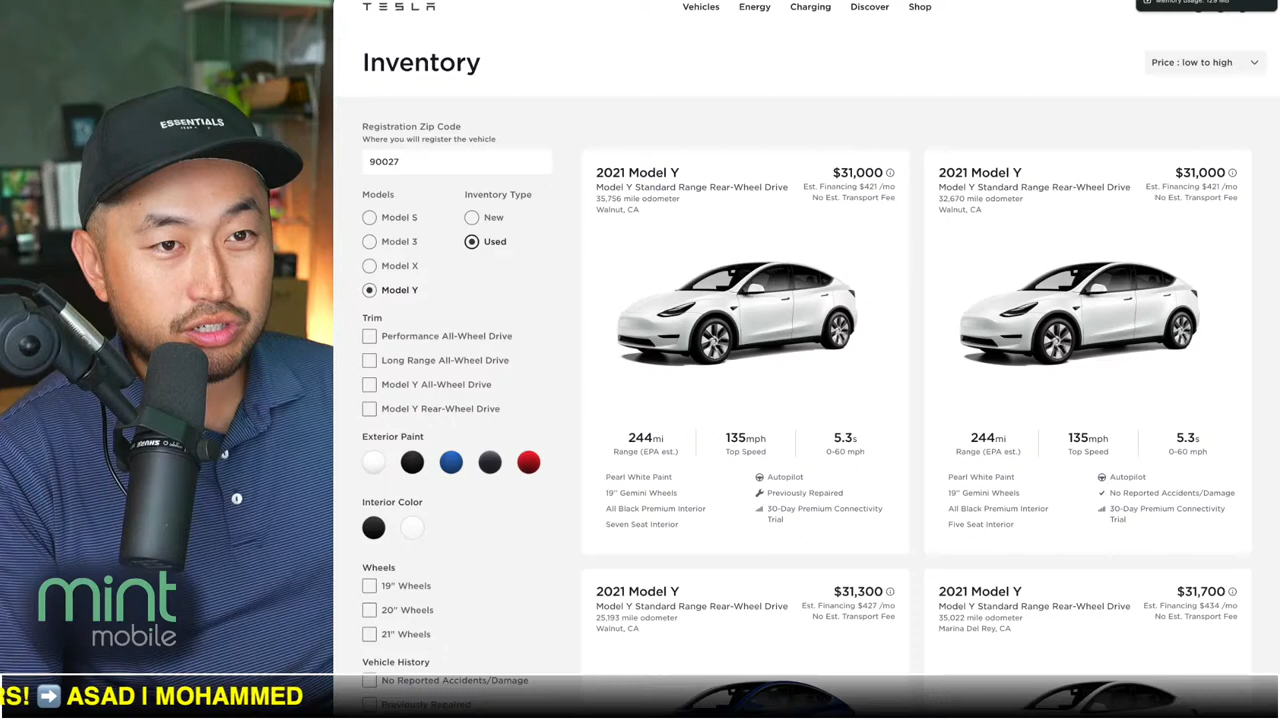 TESLA
Vehicles Energy Charging Discover Shop
Memory usage: 129 MB
Inventory
Price : low to high
Registration Zip Code
Where you will register the vehicle
90027
Models
Inventory Type
Model S
New
Model 3
Used
Model X
Model Y
Trim
Performance All-Wheel Drive
Long Range All-Wheel Drive
Model Y All-Wheel Drive
Model Y Rear-Wheel Drive
Exterior Paint
Interior Color
Wheels
19" Wheels
20" Wheels
21" Wheels
Vehicle History
No Reported Accidents/Damage
Previously Repaired
2021 Model Y
$31,000
Model Y Standard Range Rear-Wheel Drive
Est. Financing $421 /mo
35,756 mile odometer
No Est. Transport Fee
Walnut, CA
244mi
Range (EPA est.)
135mph
Top Speed
5.3s
0-60 mph
Pearl White Paint
Autopilot
19" Gemini Wheels
Previously Repaired
All Black Premium Interior
30-Day Premium Connectivity
Trial
Seven Seat Interior
2021 Model Y
$31,000
Model Y Standard Range Rear-Wheel Drive
Est. Financing $421 /mo
32,670 mile odometer
No Est. Transport Fee
Walnut, CA
244mi
Range (EPA est.)
135mph
Top Speed
5.3s
0-60 mph
Pearl White Paint
Autopilot
19" Gemini Wheels
No Reported Accidents/Damage
All Black Premium Interior
30-Day Premium Connectivity
Trial
Five Seat Interior
2021 Model Y
$31,300
Model Y Standard Range Rear-Wheel Drive
Est. Financing $427 /mo
25,193 mile odometer
No Est. Transport Fee
Walnut, CA
2021 Model Y
$31,700
Model Y Standard Range Rear-Wheel Drive
Est. Financing $434 /mo
35,022 mile odometer
No Est. Transport Fee
Marina Del Rey, CA
ESSENTIALS
SHURE
mint
mobile
RS! ➡️ ASAD I MOHAMMED